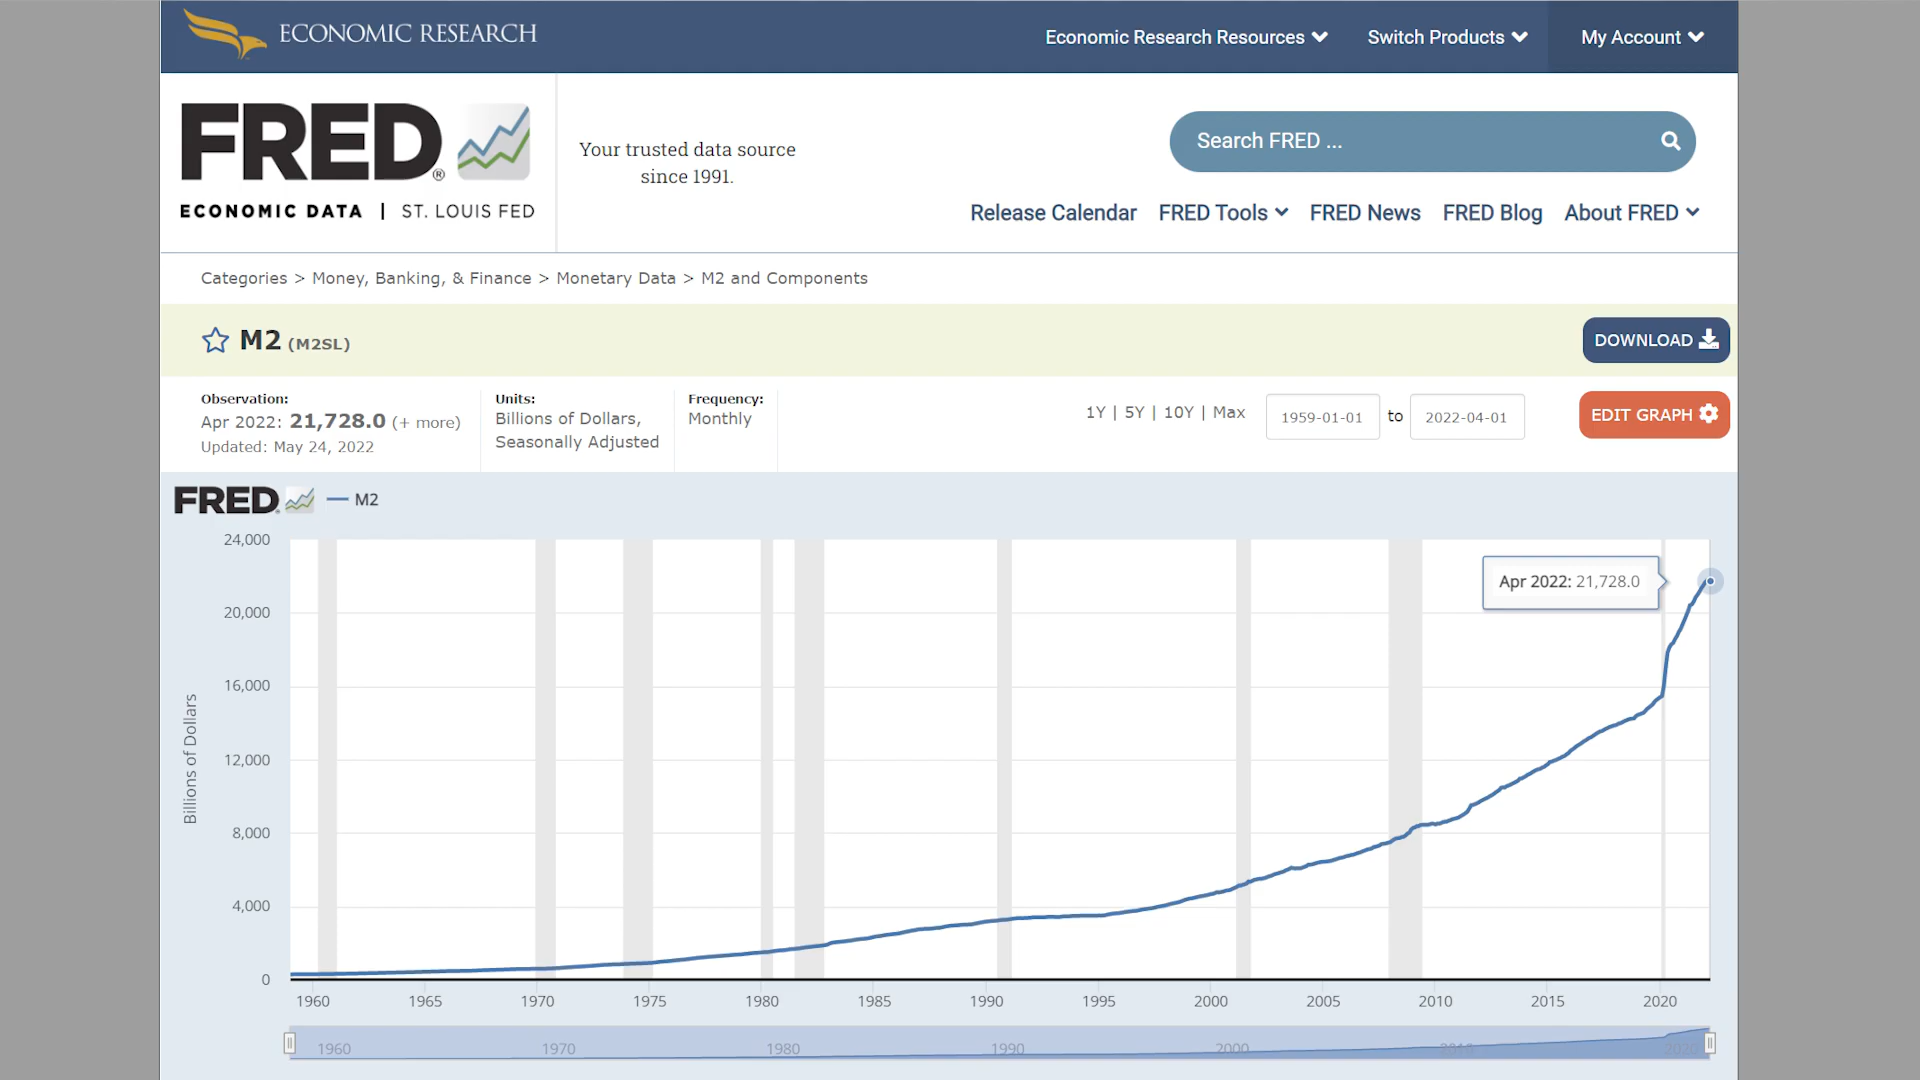 ECONOMIC RESEARCH
Economic Research Resources
Switch Products
My Account
FRED®
ECONOMIC DATA | ST. LOUIS FED
Your trusted data source
since 1991.
Search FRED ...
Release Calendar
FRED Tools
FRED News
FRED Blog
About FRED
Categories > Money, Banking, & Finance > Monetary Data > M2 and Components
M2 (M2SL)
DOWNLOAD
Observation:
Apr 2022: 21,728.0 (+ more)
Updated: May 24, 2022
Units:
Billions of Dollars,
Seasonally Adjusted
Frequency:
Monthly
1Y | 5Y | 10Y | Max
1959-01-01 to 2022-04-01
EDIT GRAPH
FRED
M2
24,000
20,000
16,000
12,000
8,000
4,000
0
Billions of Dollars
Apr 2022: 21,728.0
1960 1965 1970 1975 1980 1985 1990 1995 2000 2005 2010 2015 2020
1960 1970 1980 1990 2000 2010 2020